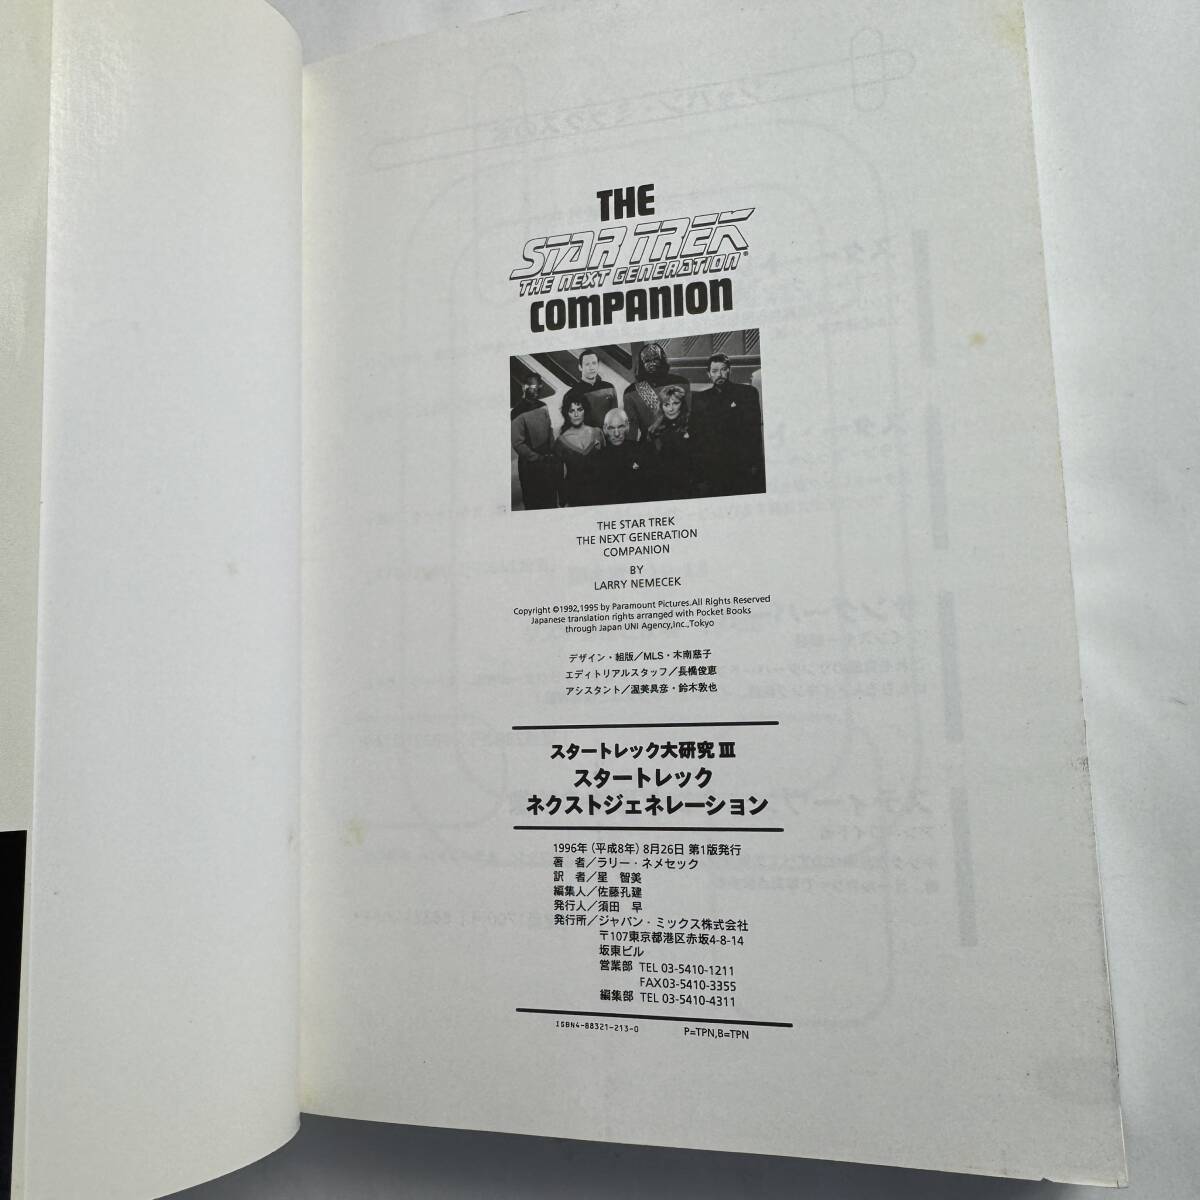 THE
STAR TREK
THE NEXT GENERATION®
COMPANION
THE STAR TREK
THE NEXT GENERATION
COMPANION
BY
LARRY NEMECEK
Copyright ©1992,1995 by Paramount Pictures.All Rights Reserved
Japanese translation rights arranged with Pocket Books
through Japan UNI Agency,Inc.,Tokyo
デザイン・組版／MLS・木南慈子
エディトリアルスタッフ／長橋俊恵
アシスタント／渥美具彦・鈴木敦也
スタートレック大研究Ⅲ
スタートレック
ネクストジェネレーション
1996年（平成8年）8月26日 第1版発行
著　者／ラリー・ネメセック
訳　者／星　智美
編集人／佐藤孔建
発行人／須田　早
発行所／ジャパン・ミックス株式会社
〒107東京都港区赤坂4-8-14
坂東ビル
営業部 TEL 03-5410-1211
FAX03-5410-3355
編集部 TEL 03-5410-4311
ISBN4-88321-213-0 P=TPN,B=TPN